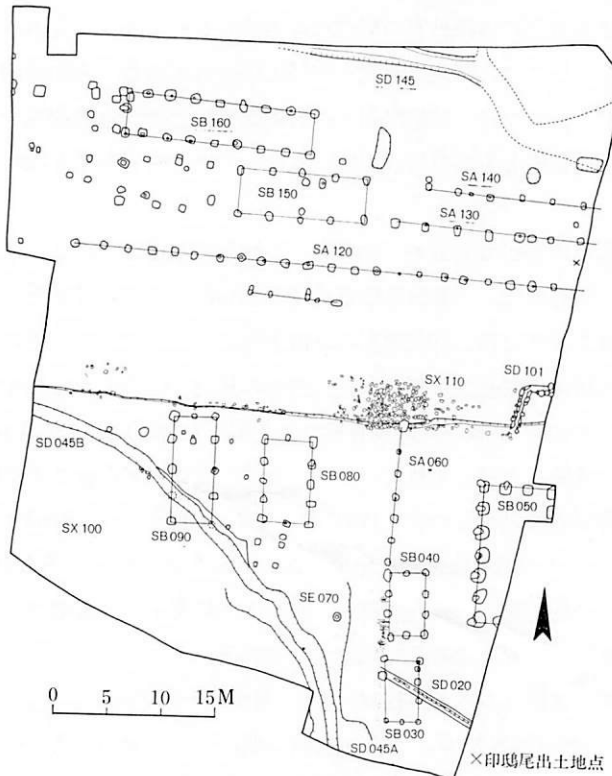 SD 145
SB 160
SB 150
SA 140
SA 130
SA 120
×
SX 110
SD 101
SD 045B
SA 060
SB 080
SB 050
SX 100
SB 090
SB 040
SE 070
SD 020
SB 030
SD 045A
0 5 10 15M
×印鴟尾出土地点